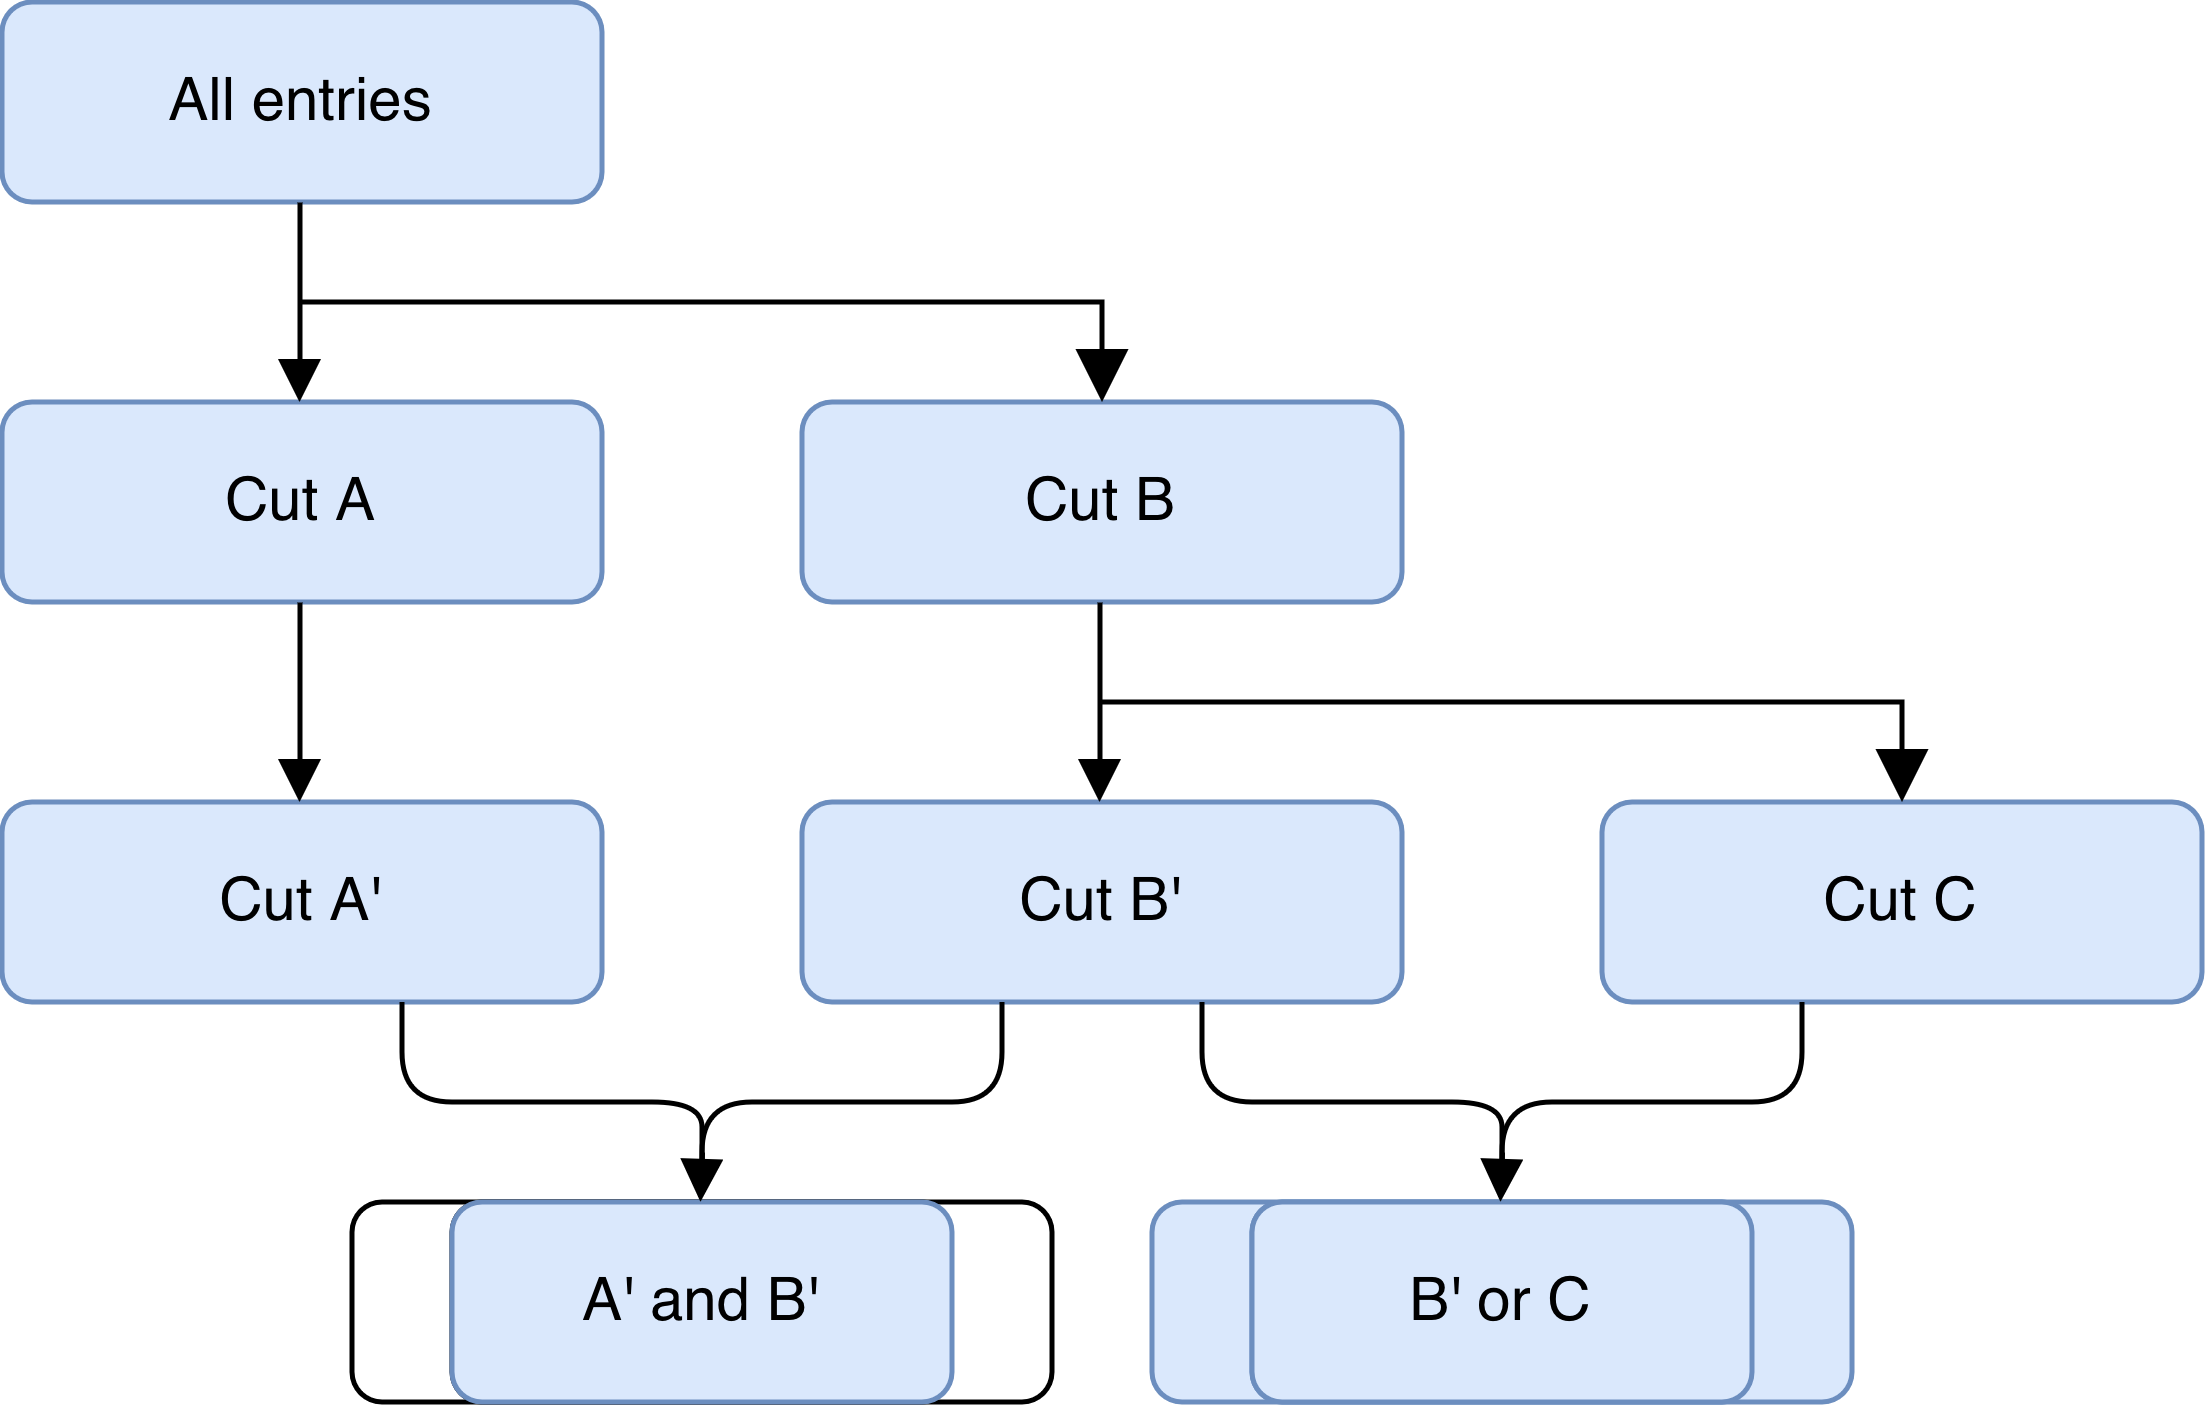 All entries
Cut A
Cut B
Cut A'
Cut B'
Cut C
A' and B'
B' or C